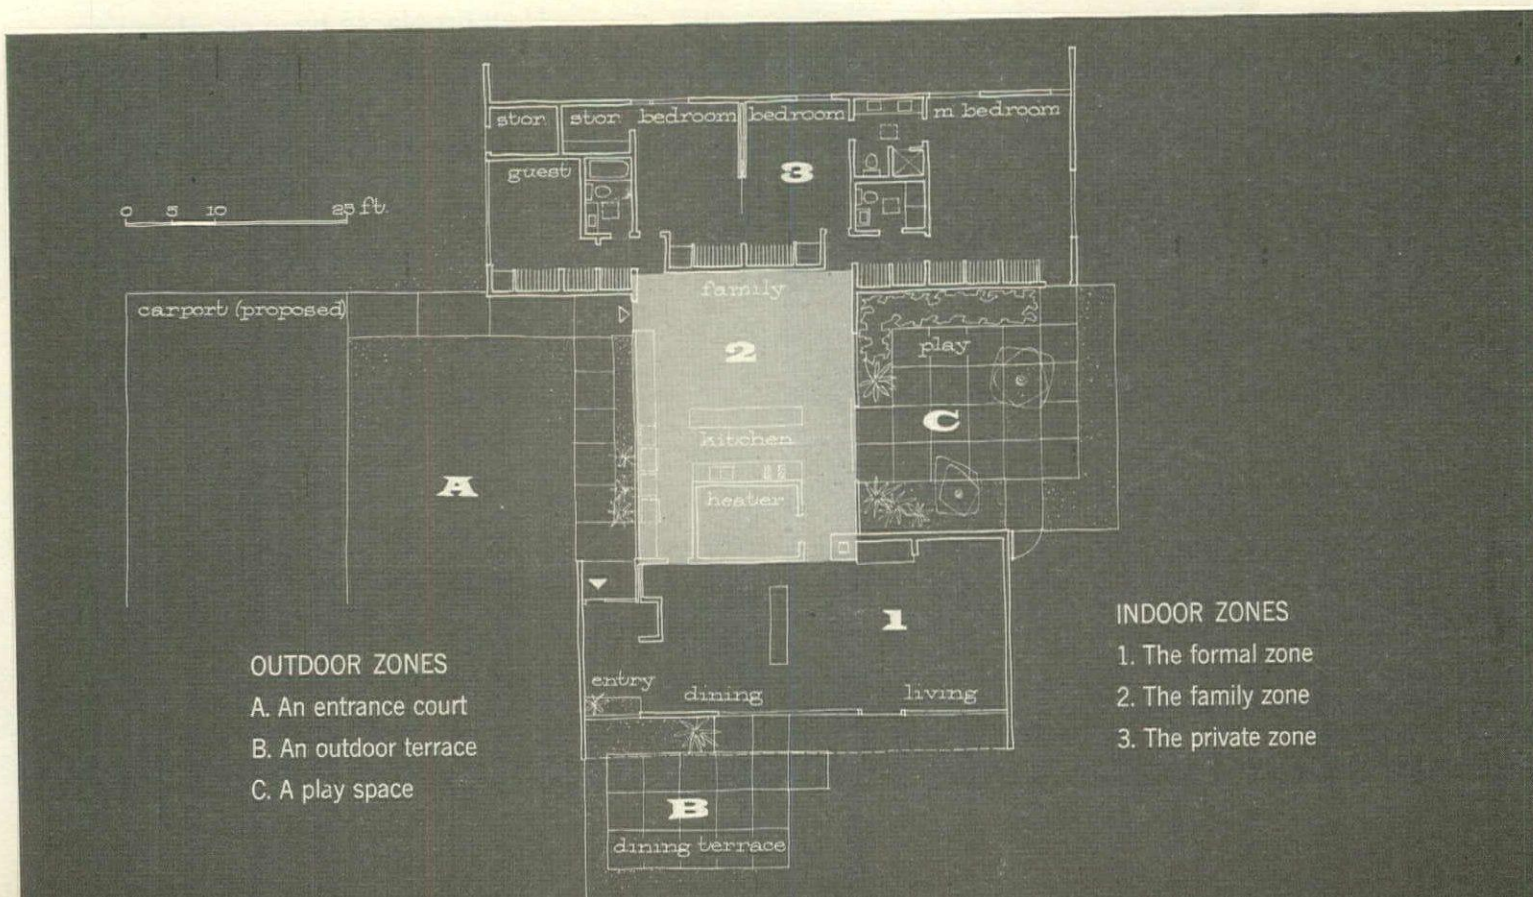 stor. stor. bedroom bedroom m bedroom
guest 3
0 5 10 25 ft.
family
carport (proposed)
2 play
C
kitchen
A heater
1
entry dining living
B
dining terrace
OUTDOOR ZONES
A. An entrance court
B. An outdoor terrace
C. A play space
INDOOR ZONES
1. The formal zone
2. The family zone
3. The private zone